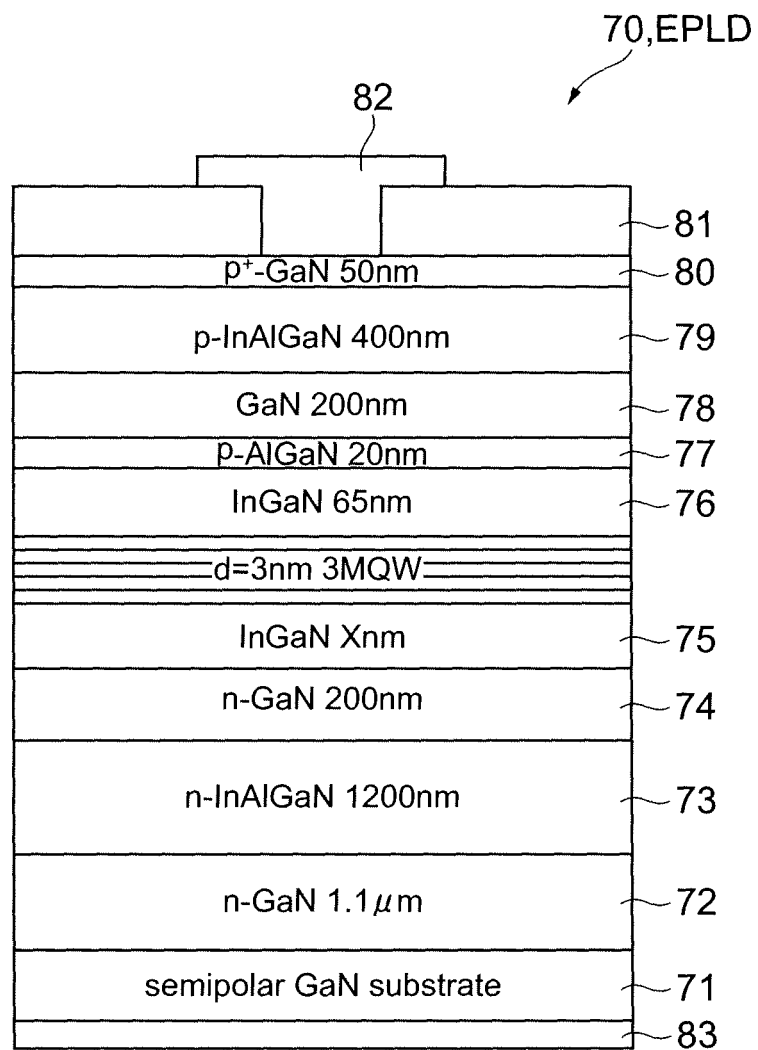 70,EPLD
82
81
p⁺-GaN 50nm 80
p-InAlGaN 400nm 79
GaN 200nm 78
p-AlGaN 20nm 77
InGaN 65nm 76
d=3nm 3MQW
InGaN Xnm 75
n-GaN 200nm 74
n-InAlGaN 1200nm 73
n-GaN 1.1μm 72
semipolar GaN substrate 71
83